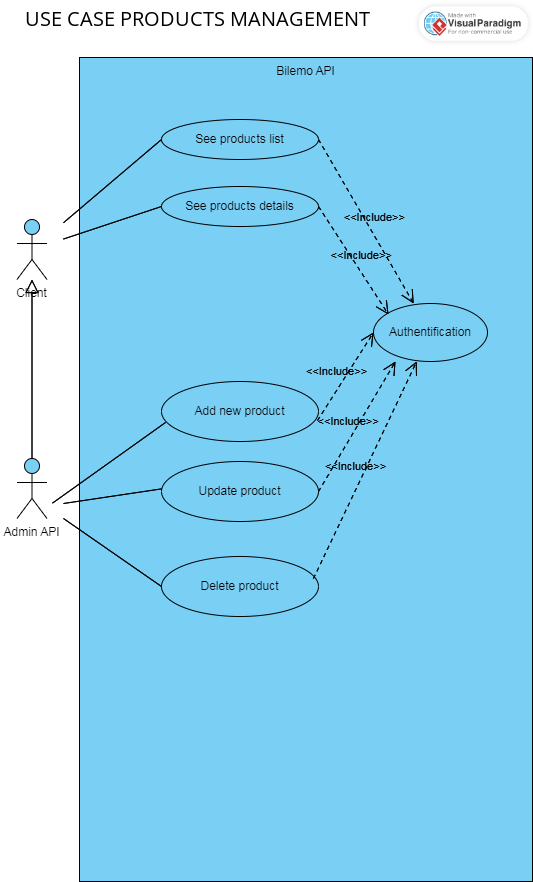 USE CASE PRODUCTS MANAGEMENT
Made with
Visual Paradigm
For non-commercial use
Bilemo API
See products list
See products details
<<Include>>
<<Include>>
Client
Authentification
<<Include>>
Add new product
<<Include>>
<<Include>>
Update product
Admin API
Delete product